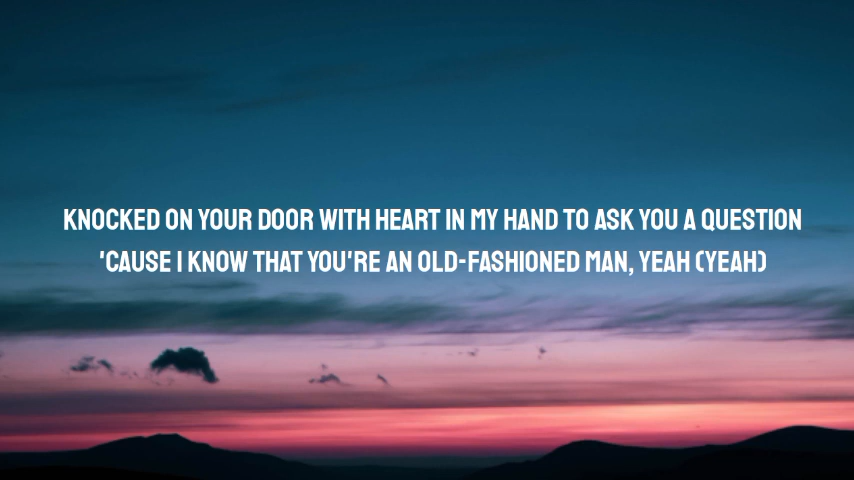 KNOCKED ON YOUR DOOR WITH HEART IN MY HAND TO ASK YOU A QUESTION
'CAUSE I KNOW THAT YOU'RE AN OLD-FASHIONED MAN, YEAH (YEAH)